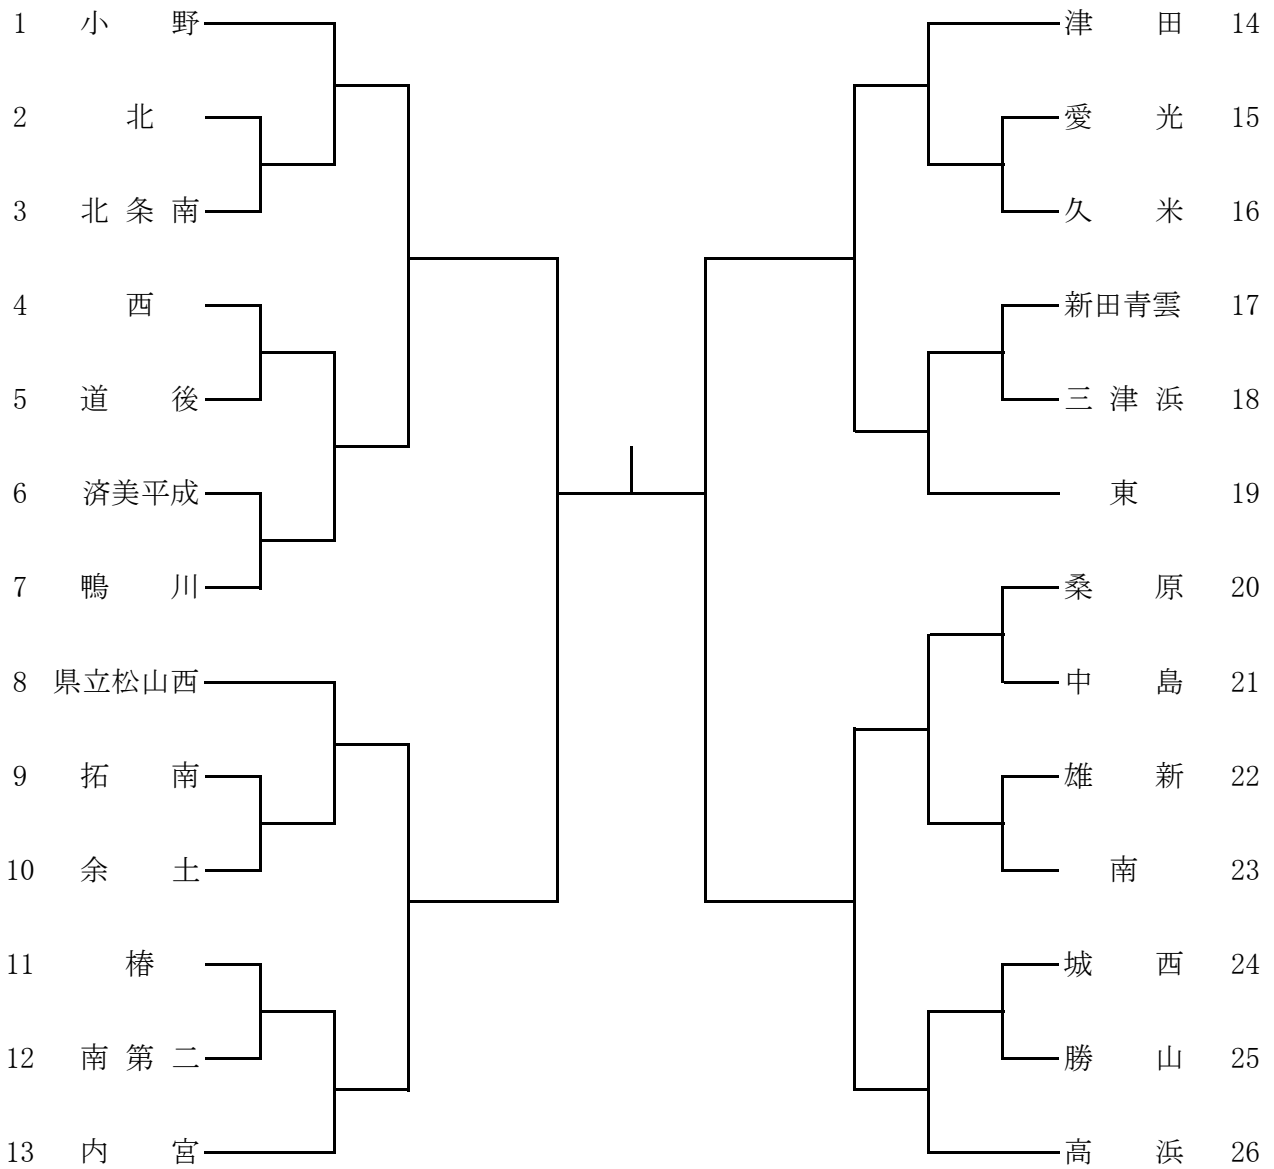 1 小野
2 北
3 北条南
4 西
5 道後
6 済美平成
7 鴨川
8 県立松山西
9 拓南
10 余土
11 椿
12 南第二
13 内宮
津田 14
愛光 15
久米 16
新田青雲 17
三津浜 18
東 19
桑原 20
中島 21
雄新 22
南 23
城西 24
勝山 25
高浜 26